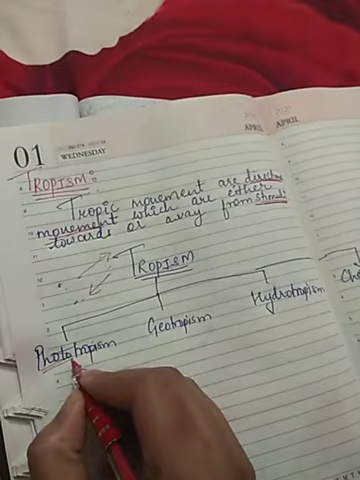 01
WEDNESDAY
APRIL
APRIL
TROPISM:
Tropic movement are direction
movement which are either
towards or away from stimuli
TROPISM
Phototropism Geotropism Hydrotropism